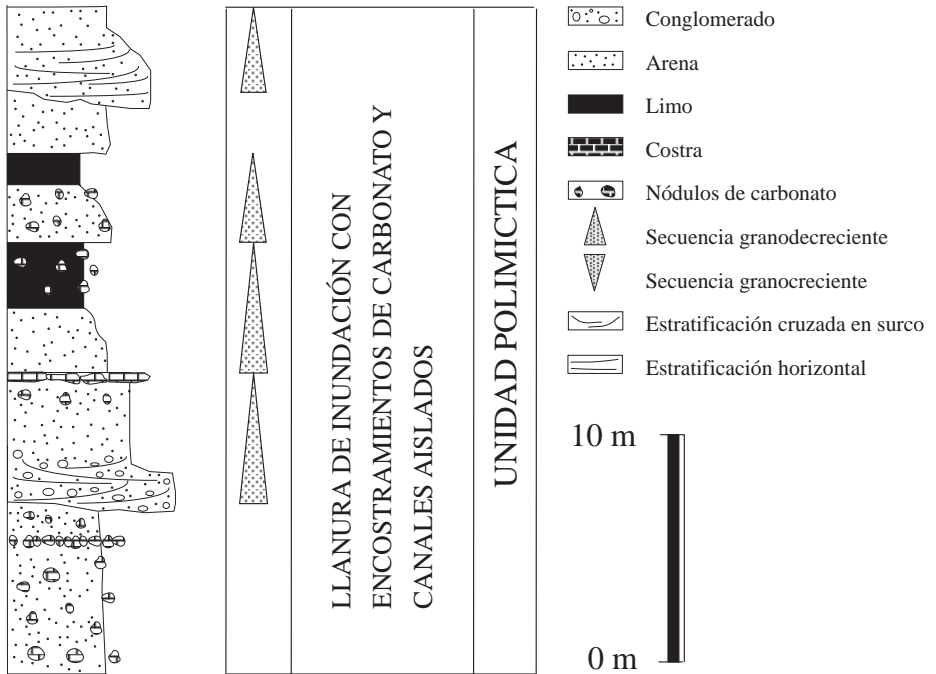 LLANURA DE INUNDACIÓN CON
ENCOSTRAMIENTOS DE CARBONATO Y
CANALES AISLADOS
UNIDAD POLIMICTICA
Conglomerado
Arena
Limo
Costra
Nódulos de carbonato
Secuencia granodecreciente
Secuencia granocreciente
Estratificación cruzada en surco
Estratificación horizontal
10 m
0 m